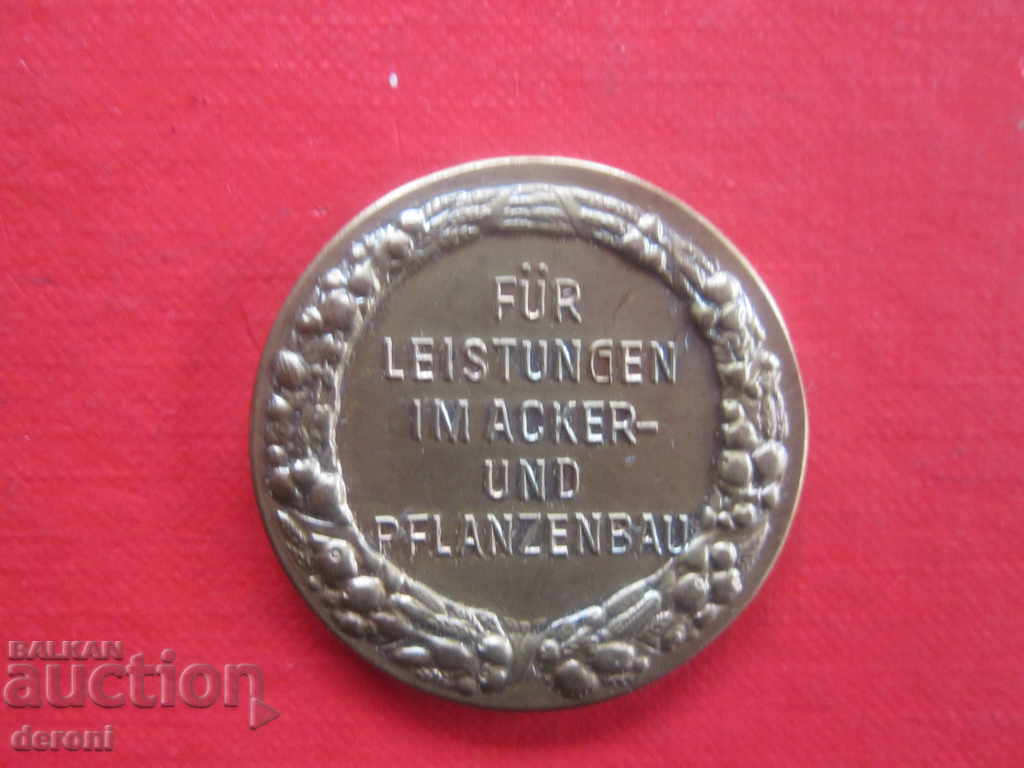 FÜR
LEISTUNGEN
IM ACKER-
UND
PFLANZENBAU
BALKAN
auction
deroni